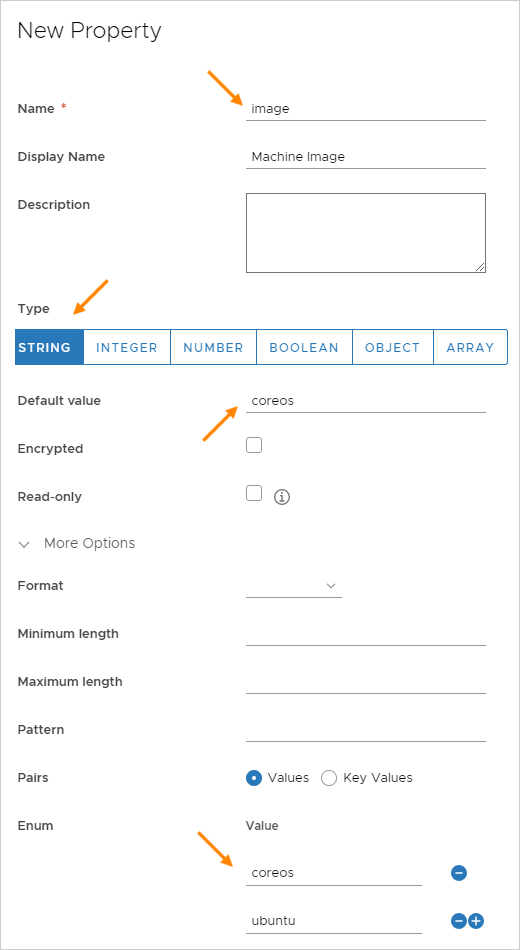 New Property
Name *
image
Display Name
Machine Image
Description
Type
STRING INTEGER NUMBER BOOLEAN OBJECT ARRAY
Default value
coreos
Encrypted
Read-only
More Options
Format
Minimum length
Maximum length
Pattern
Pairs
Values Key Values
Enum
Value
coreos
ubuntu